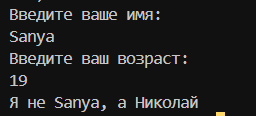 Введите ваше имя:
Sanya
Введите ваш возраст:
19
Я не Sanya, а Николай